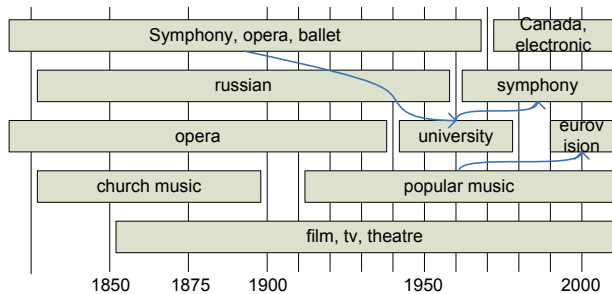 Symphony, opera, ballet
Canada,
electronic
russian
symphony
opera
university
eurov
ision
church music
popular music
film, tv, theatre
1850
1875
1900
1950
2000